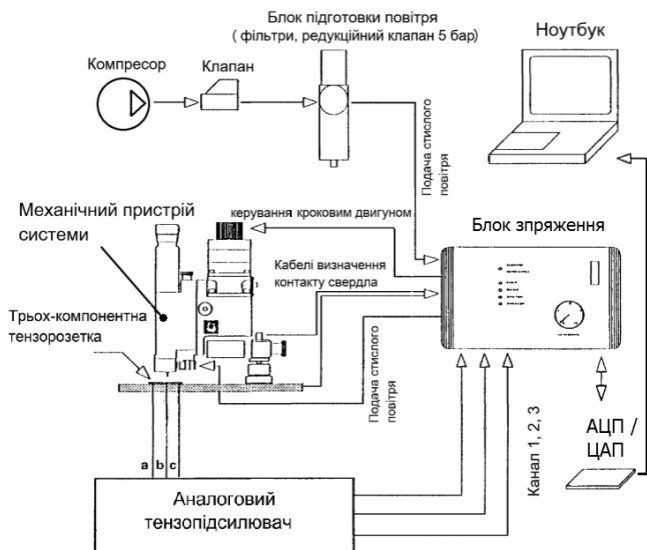 Блок підготовки повітря
( фільтри, редукційний клапан 5 бар)
Ноутбук
Компресор
Клапан
Подача стислого
повітря
Механічний пристрій
системи
керування кроковим двигуном
Блок зпряження
Кабелі визначення
контакту свердла
Трьох-компонентна
тензорозетка
Подача стислого
повітря
Канал 1, 2, 3
АЦП /
ЦАП
a b c
Аналоговий
тензопідсилювач